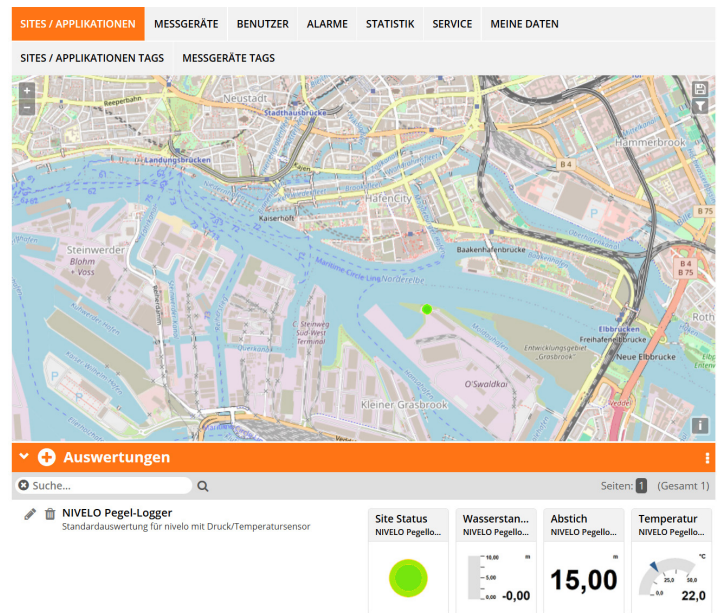 SITES / APPLIKATIONEN MESSGERÄTE BENUTZER ALARME STATISTIK SERVICE MEINE DATEN
SITES / APPLIKATIONEN TAGS MESSGERÄTE TAGS
+
−
Reeperbahn
Neustadt
Stadthausbrücke
Hammerbrook
Landungsbrücken
B 4
P
B 75
HafenCity
Kaiserhöft
Baakenhafenbrücke
Steinwerder
Blohm
+ Voss
Maritime Circle Line
Norderelbe
B 4
B 75
C. Steinweg
Süd-West
Terminal
Elbbrücken
Freihafenelbbrücke
Entwicklungsgebiet
„Grasbrook“
Neue Elbbrücke
P
P
O'Swaldkai
Kleiner Grasbrook
Veddel
i
Auswertungen
Suche... Seiten: 1 (Gesamt 1)
NIVELO Pegel-Logger
Standardauswertung für nivelo mit Druck/Temperatursensor
Site Status
NIVELO Pegello...
Wasserstan...
NIVELO Pegello...
10,00 m
5,00
0,00 -0,00
Abstich
NIVELO Pegello...
m
15,00
Temperatur
NIVELO Pegello...
°C
25,0 50,0
0,0 22,0